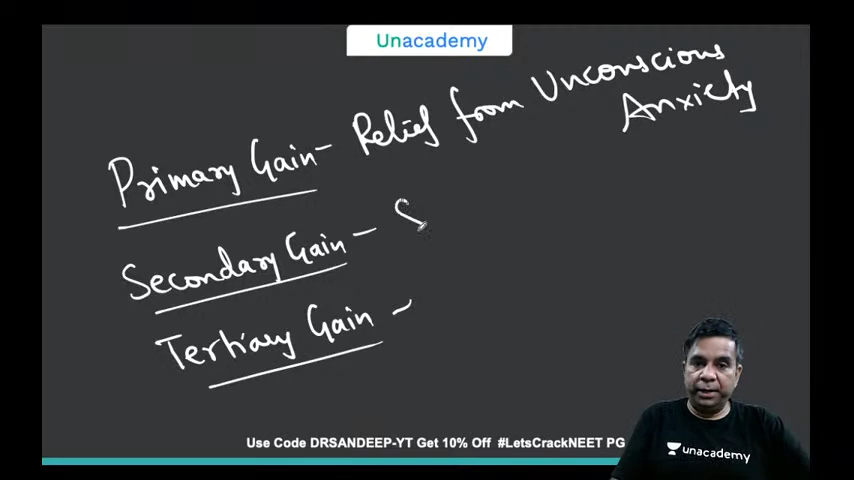 Unacademy
Primary Gain- Relief from Unconscious
Anxiety
Secondary Gain - S
Tertiary Gain -
Use Code DRSANDEEP-YT Get 10% Off #LetsCrackNEET PG
unacademy